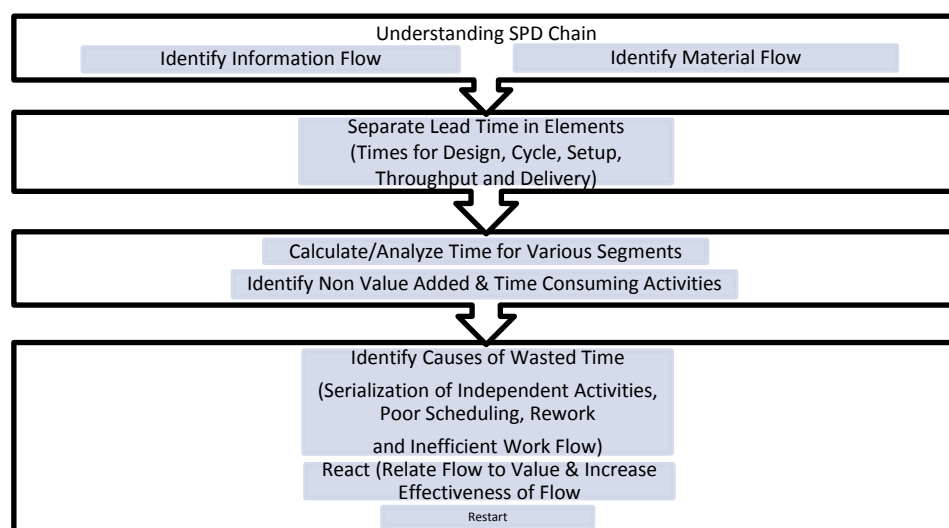 Understanding SPD Chain
Identify Information Flow
Identify Material Flow
Separate Lead Time in Elements
(Times for Design, Cycle, Setup,
Throughput and Delivery)
Calculate/Analyze Time for Various Segments
Identify Non Value Added & Time Consuming Activities
Identify Causes of Wasted Time
(Serialization of Independent Activities,
Poor Scheduling, Rework
and Inefficient Work Flow)
React (Relate Flow to Value & Increase
Effectiveness of Flow
Restart